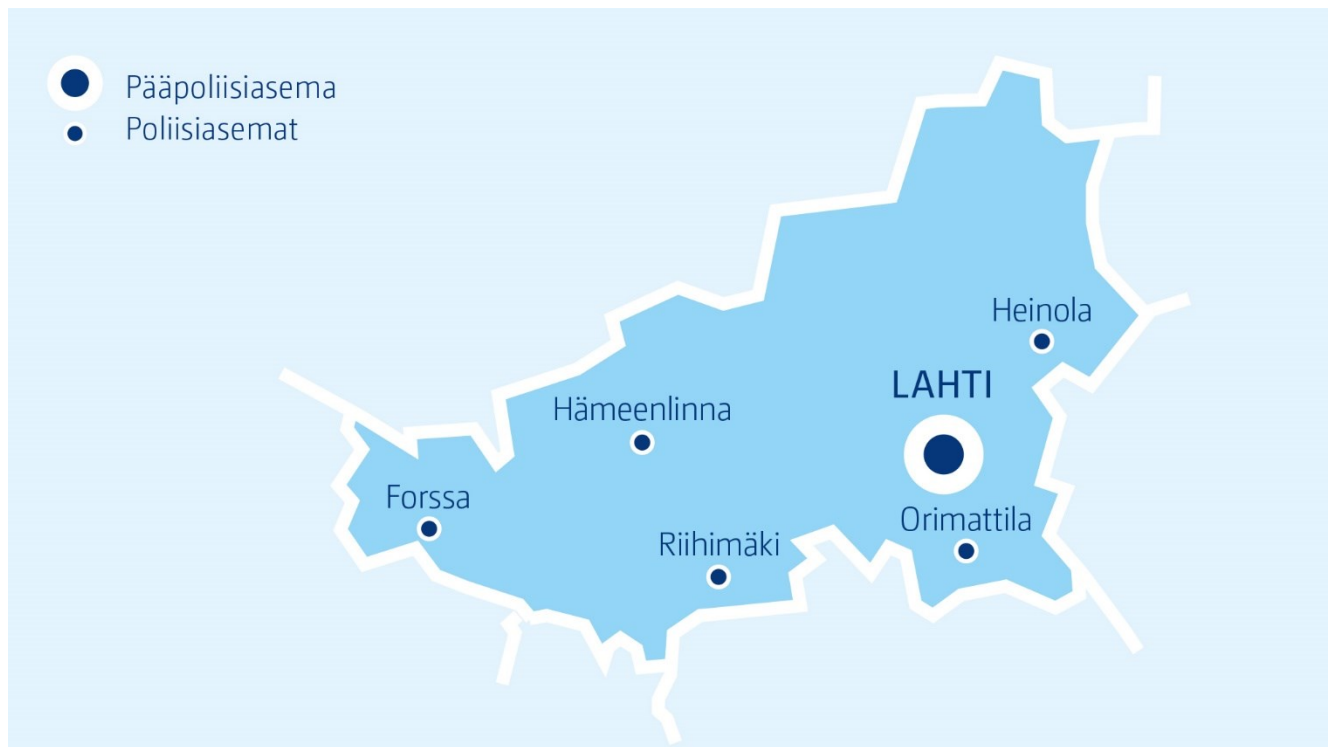 Pääpoliisiasema
Poliisiasemat
Heinola
LAHTI
Hämeenlinna
Forssa
Orimattila
Riihimäki